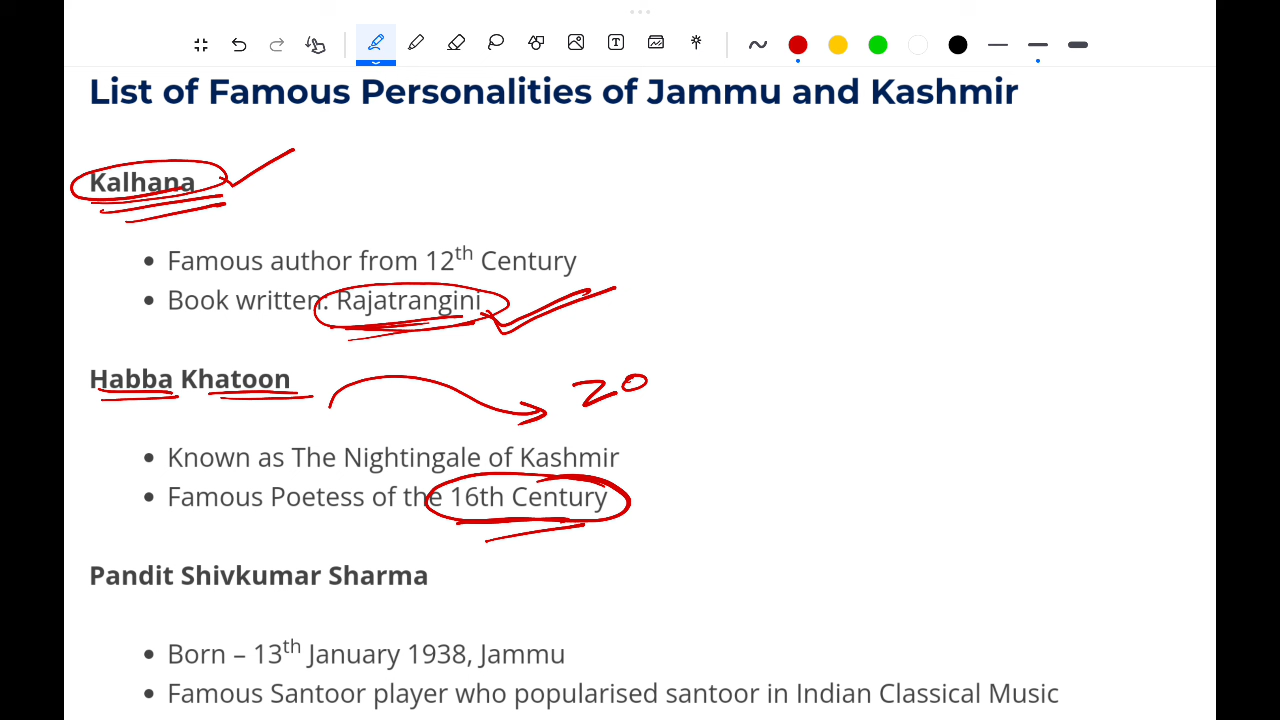 List of Famous Personalities of Jammu and Kashmir
Kalhana
Famous author from 12th Century
Book written: Rajatrangini
Habba Khatoon
20
Known as The Nightingale of Kashmir
Famous Poetess of the 16th Century
Pandit Shivkumar Sharma
Born – 13th January 1938, Jammu
Famous Santoor player who popularised santoor in Indian Classical Music